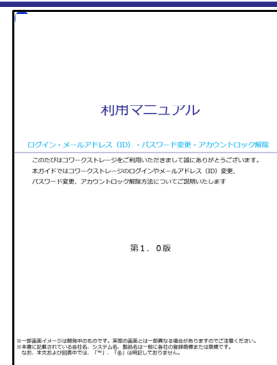 利用マニュアル
ログイン・メールアドレス（ID）・パスワード変更・アカウントロック解除
このたびはコワークストレージをご利用いただきまして誠にありがとうございます。
本ガイドではコワークストレージのログインやメールアドレス（ID）変更、
パスワード変更、アカウントロック解除方法についてご説明いたします
第１．０版
※一部画面イメージは開発中のものです。実際の画面とは一部異なる場合がありますのでご注意ください。
※本書に記載されている会社名、システム名、製品名は一般に各社の登録商標または商標です。
なお、本文および図表中では、「™」、「®」は明記しておりません。